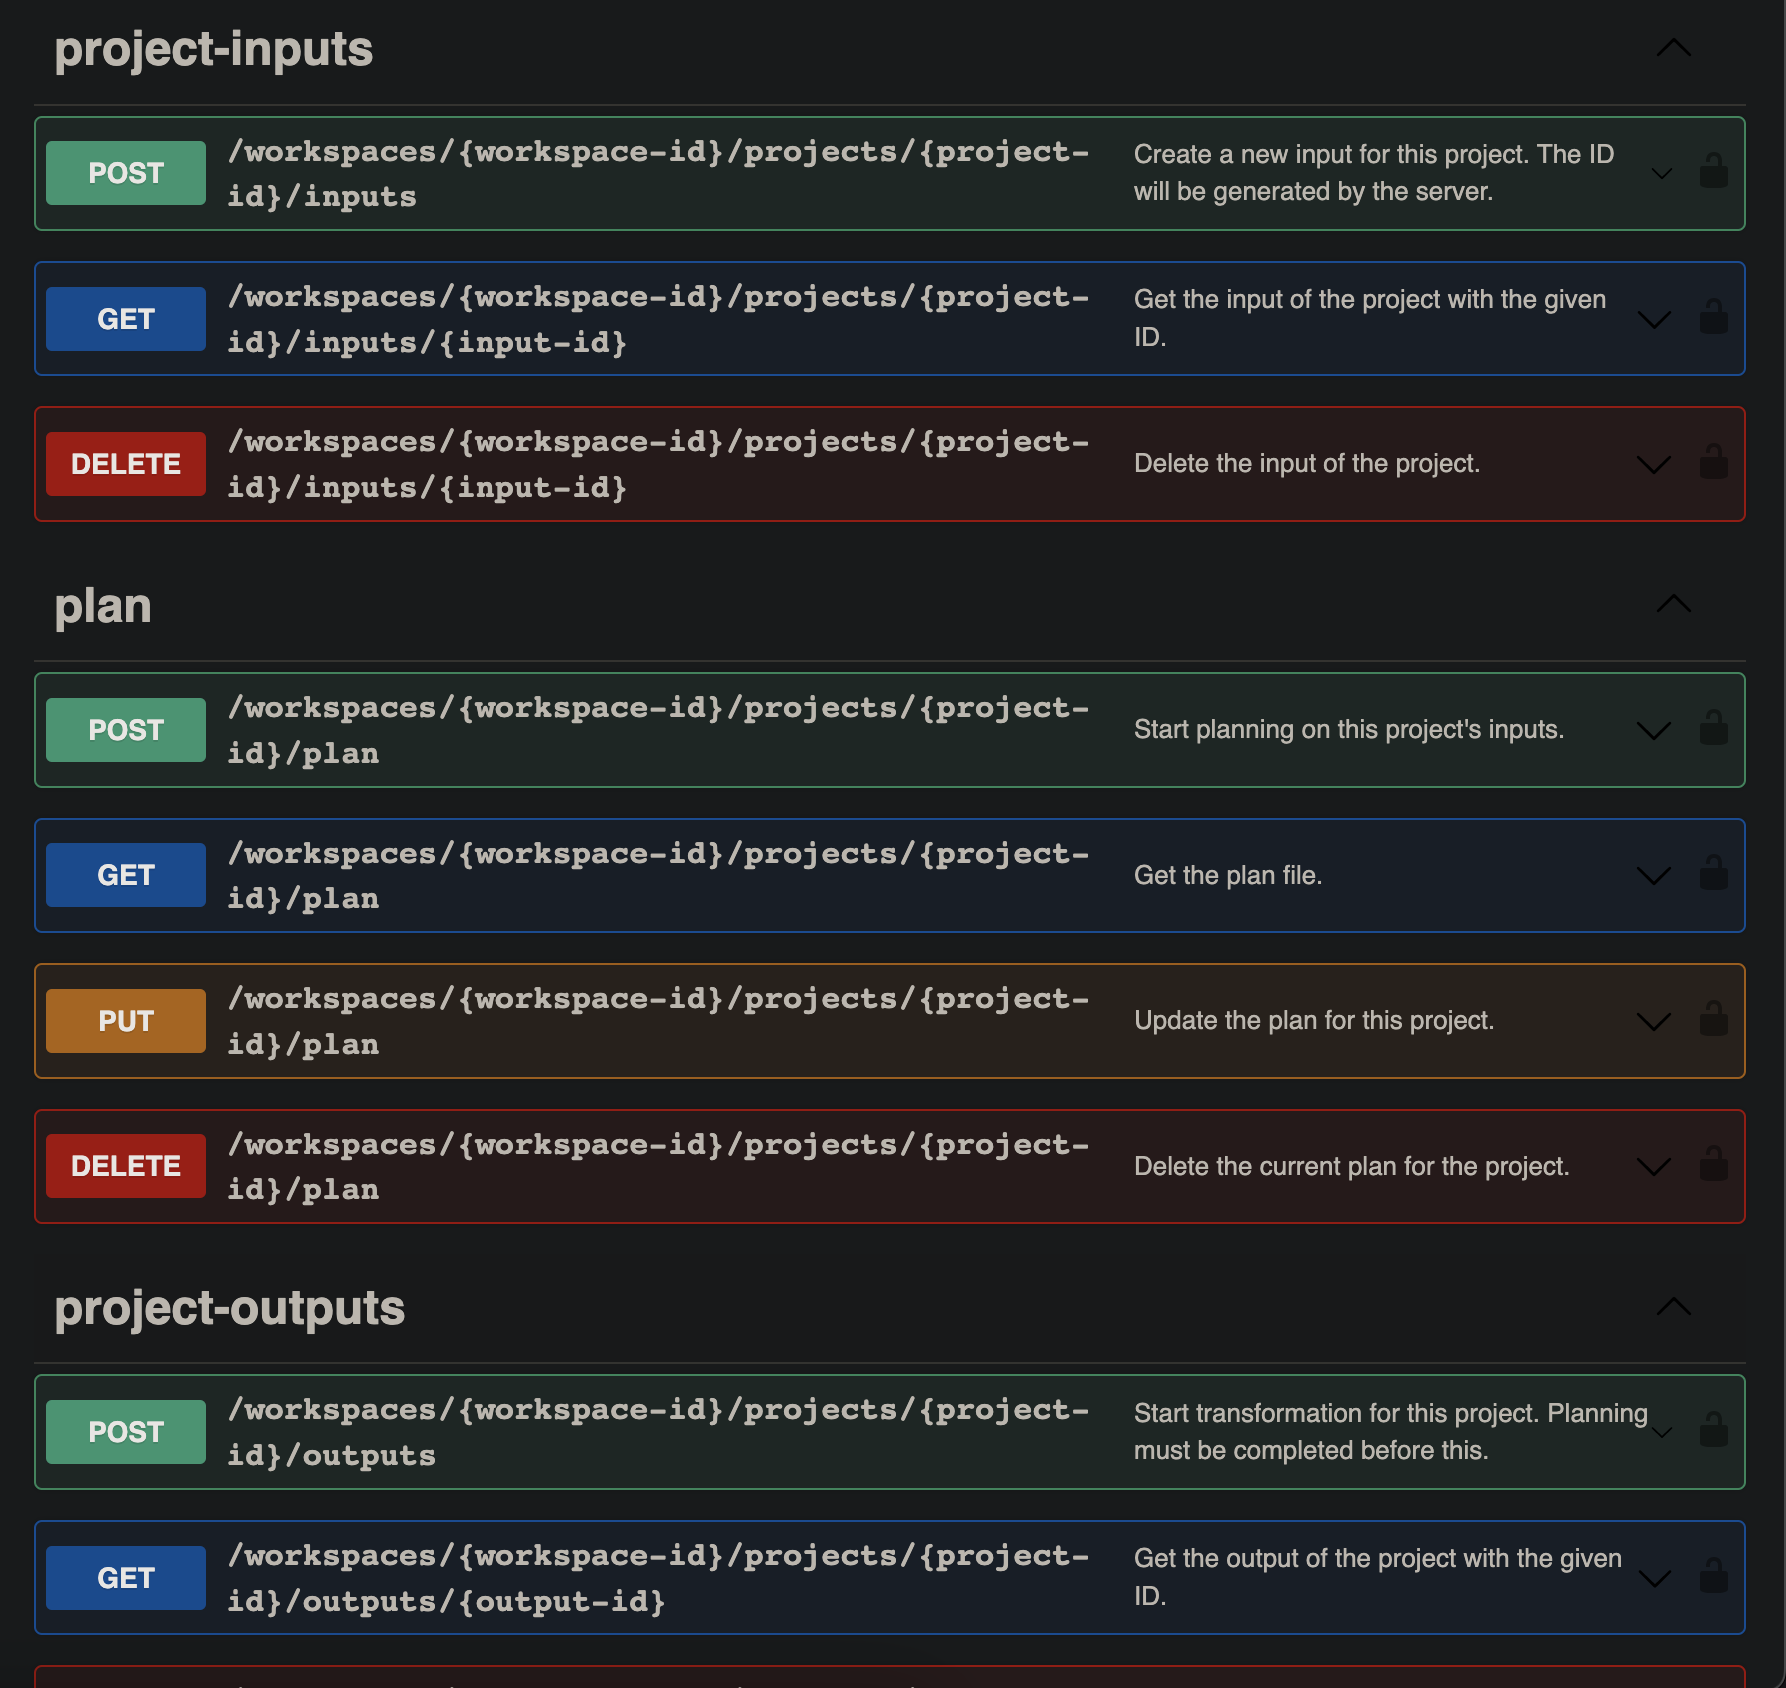 project-inputs
POST
/workspaces/{workspace-id}/projects/{project-
id}/inputs
Create a new input for this project. The ID
will be generated by the server.
GET
/workspaces/{workspace-id}/projects/{project-
id}/inputs/{input-id}
Get the input of the project with the given
ID.
DELETE
/workspaces/{workspace-id}/projects/{project-
id}/inputs/{input-id}
Delete the input of the project.
plan
POST
/workspaces/{workspace-id}/projects/{project-
id}/plan
Start planning on this project's inputs.
GET
/workspaces/{workspace-id}/projects/{project-
id}/plan
Get the plan file.
PUT
/workspaces/{workspace-id}/projects/{project-
id}/plan
Update the plan for this project.
DELETE
/workspaces/{workspace-id}/projects/{project-
id}/plan
Delete the current plan for the project.
project-outputs
POST
/workspaces/{workspace-id}/projects/{project-
id}/outputs
Start transformation for this project. Planning
must be completed before this.
GET
/workspaces/{workspace-id}/projects/{project-
id}/outputs/{output-id}
Get the output of the project with the given
ID.